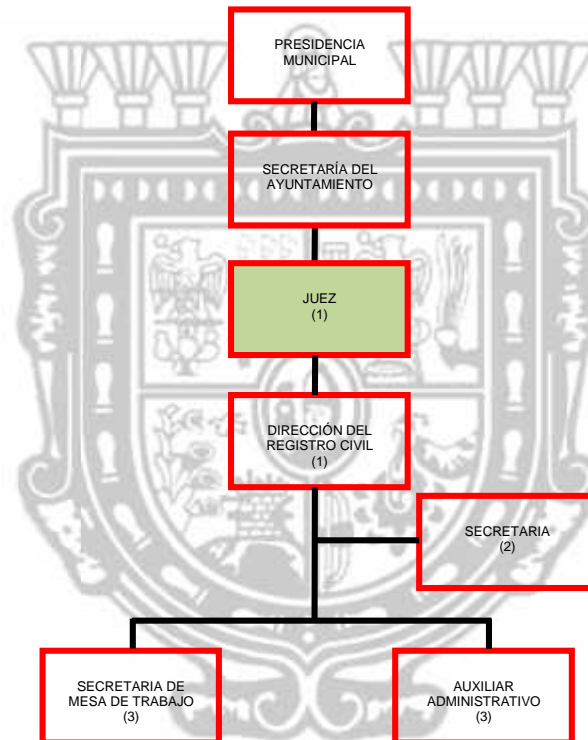 PRESIDENCIA
MUNICIPAL
SECRETARÍA DEL
AYUNTAMIENTO
JUEZ
(1)
DIRECCIÓN DEL
REGISTRO CIVIL
(1)
SECRETARIA
(2)
SECRETARIA DE
MESA DE TRABAJO
(3)
AUXILIAR
ADMINISTRATIVO
(3)